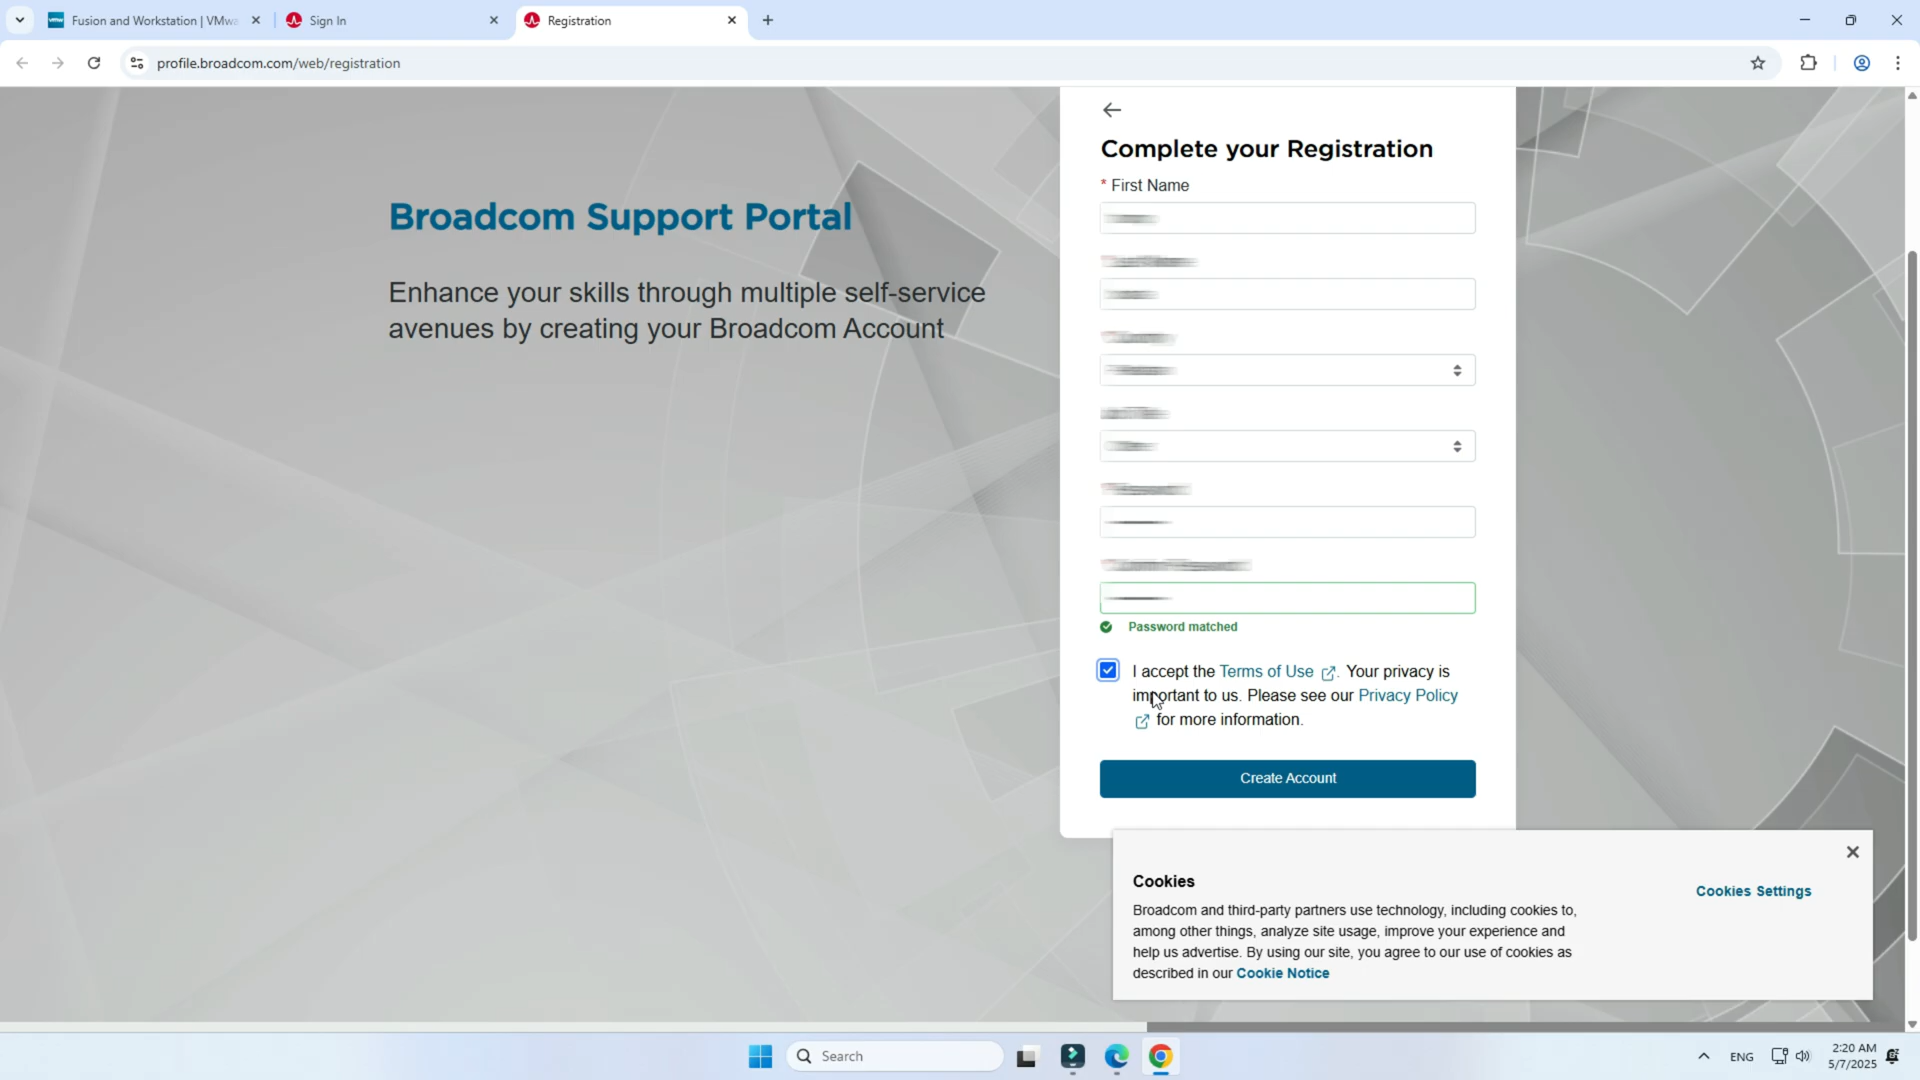 Fusion and Workstation | VMwa
Sign In
Registration
profile.broadcom.com/web/registration
Broadcom Support Portal
Enhance your skills through multiple self-service
avenues by creating your Broadcom Account
Complete your Registration
* First Name
Password matched
I accept the Terms of Use . Your privacy is
important to us. Please see our Privacy Policy
for more information.
Create Account
Cookies
Broadcom and third-party partners use technology, including cookies to,
among other things, analyze site usage, improve your experience and
help us advertise. By using our site, you agree to our use of cookies as
described in our Cookie Notice
Cookies Settings
Search
ENG
2:20 AM
5/7/2025